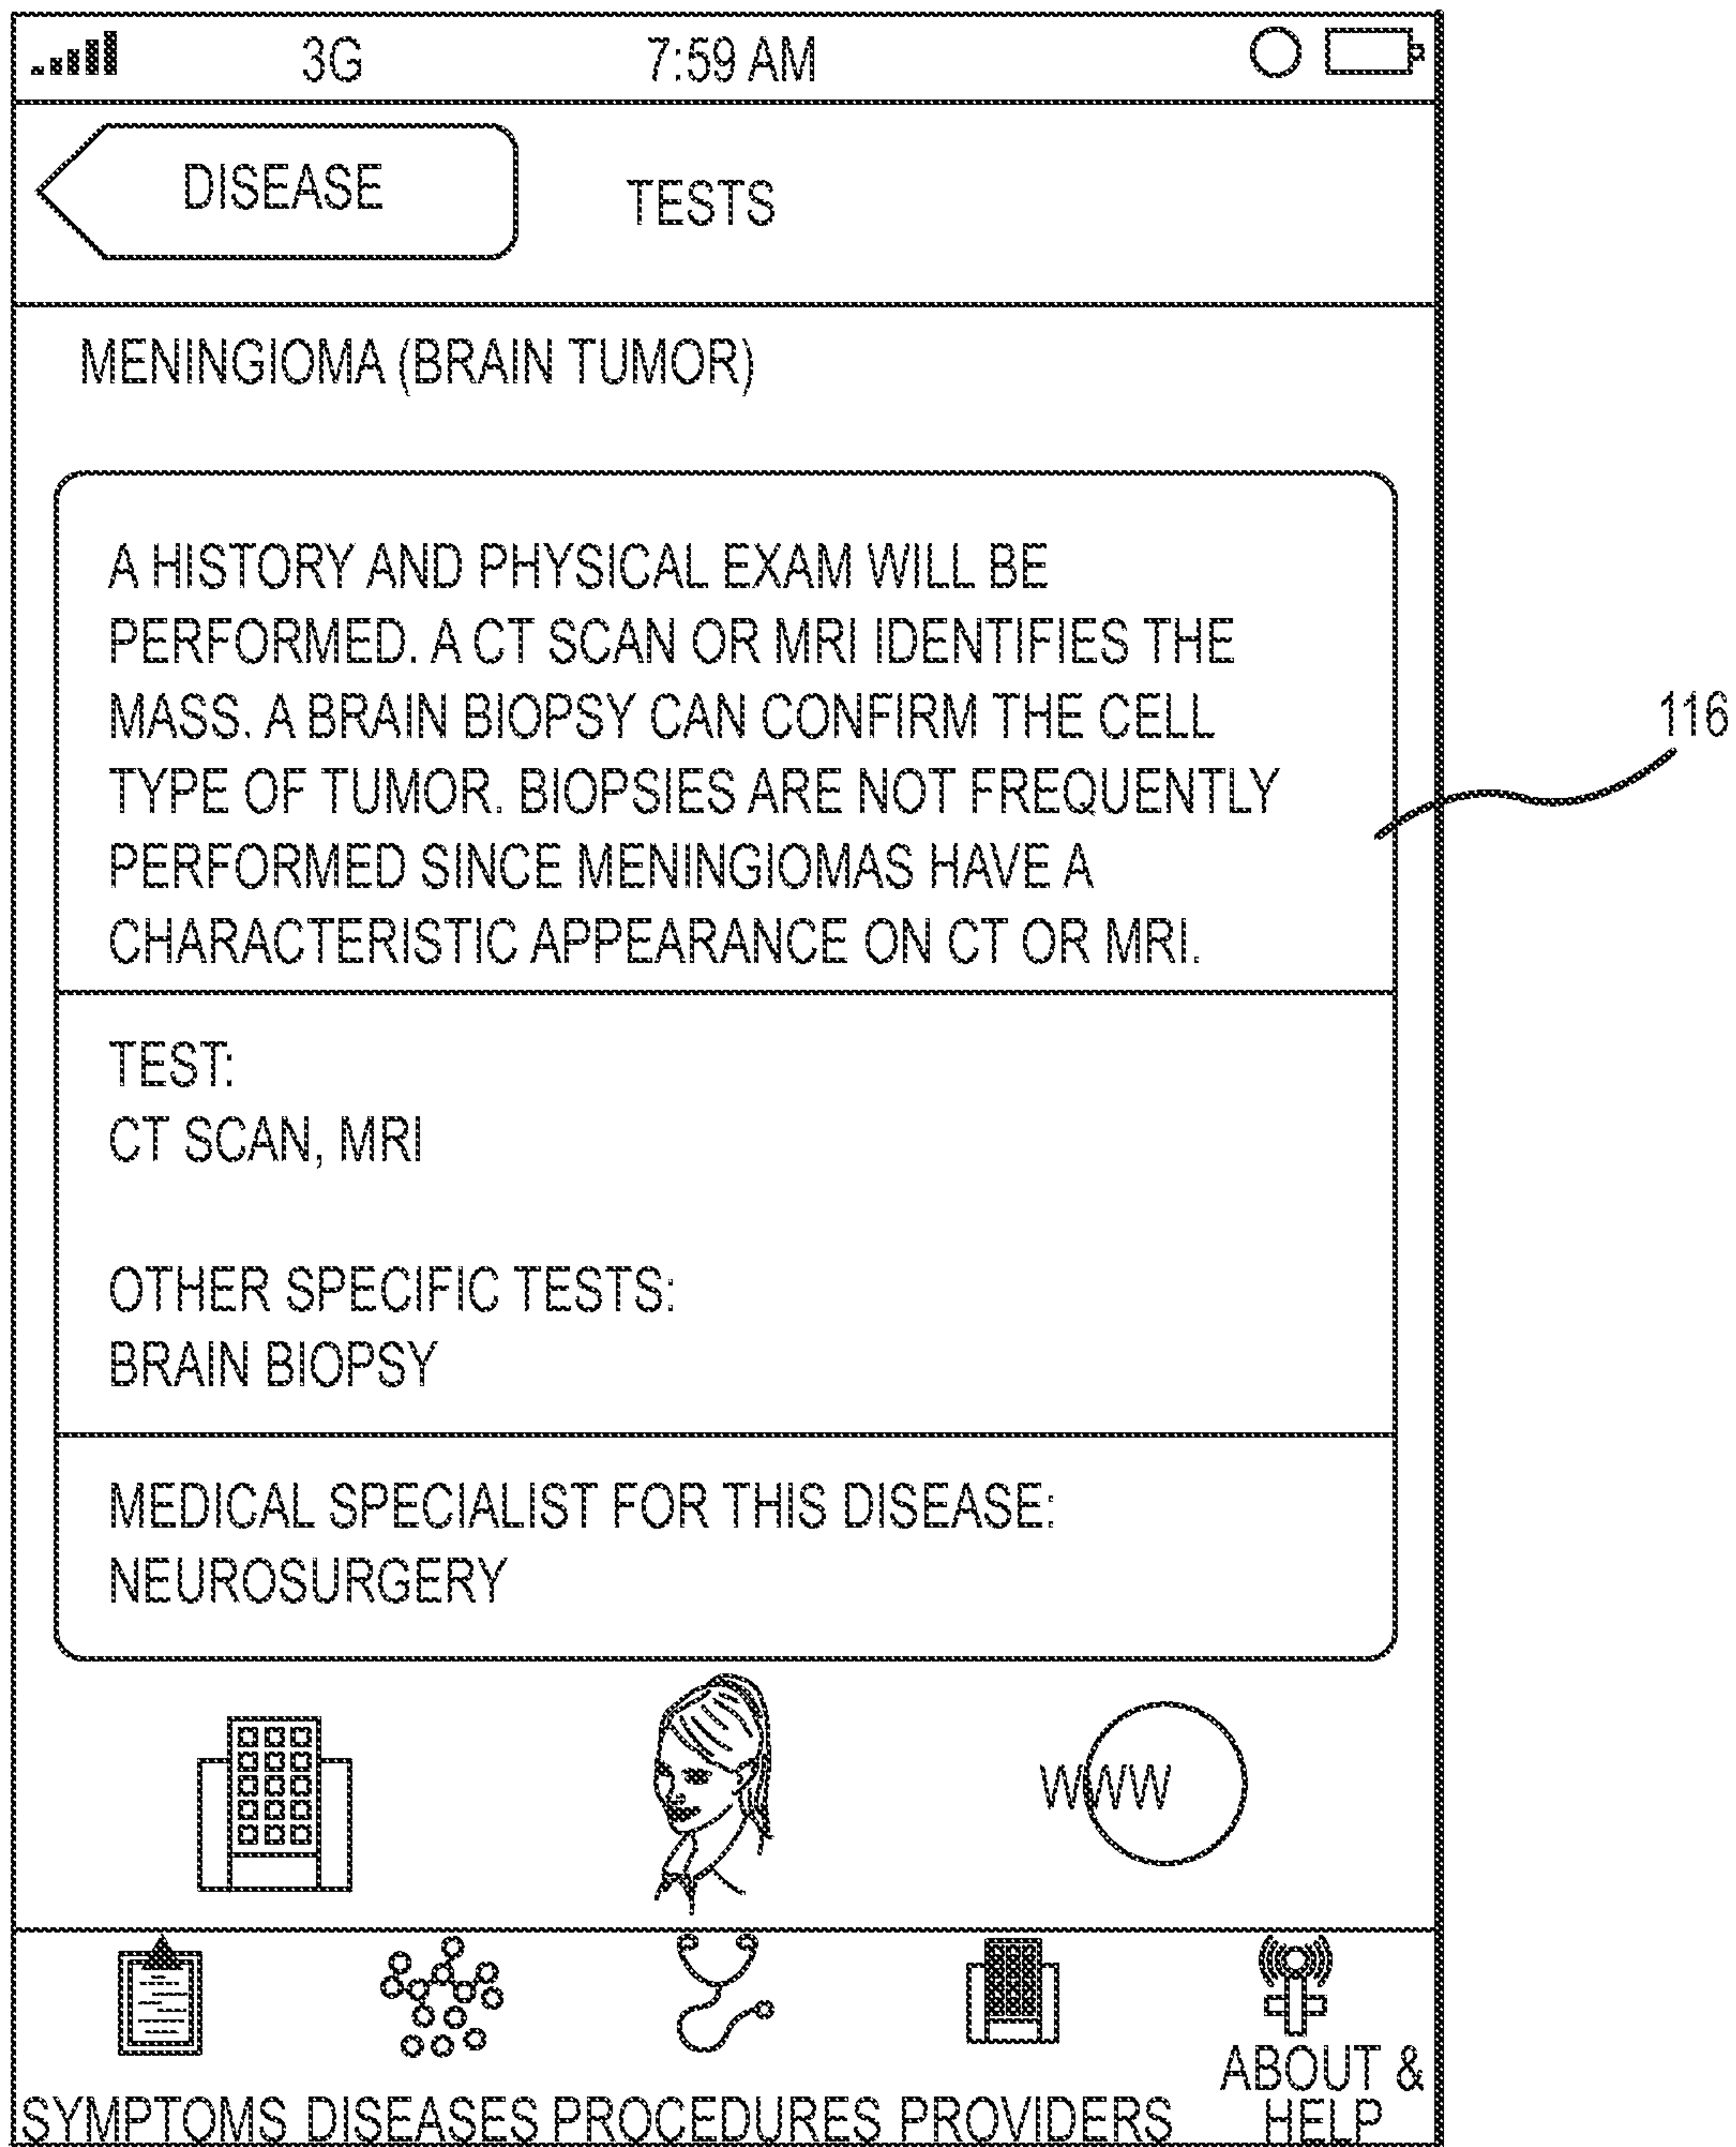 3G 7:59 AM
DISEASE TESTS
MENINGIOMA (BRAIN TUMOR)
A HISTORY AND PHYSICAL EXAM WILL BE
PERFORMED. A CT SCAN OR MRI IDENTIFIES THE
MASS. A BRAIN BIOPSY CAN CONFIRM THE CELL
TYPE OF TUMOR. BIOPSIES ARE NOT FREQUENTLY
PERFORMED SINCE MENINGIOMAS HAVE A
CHARACTERISTIC APPEARANCE ON CT OR MRI.
116
TEST:
CT SCAN, MRI
OTHER SPECIFIC TESTS:
BRAIN BIOPSY
MEDICAL SPECIALIST FOR THIS DISEASE:
NEUROSURGERY
WWW
SYMPTOMS DISEASES PROCEDURES PROVIDERS
ABOUT &
HELP